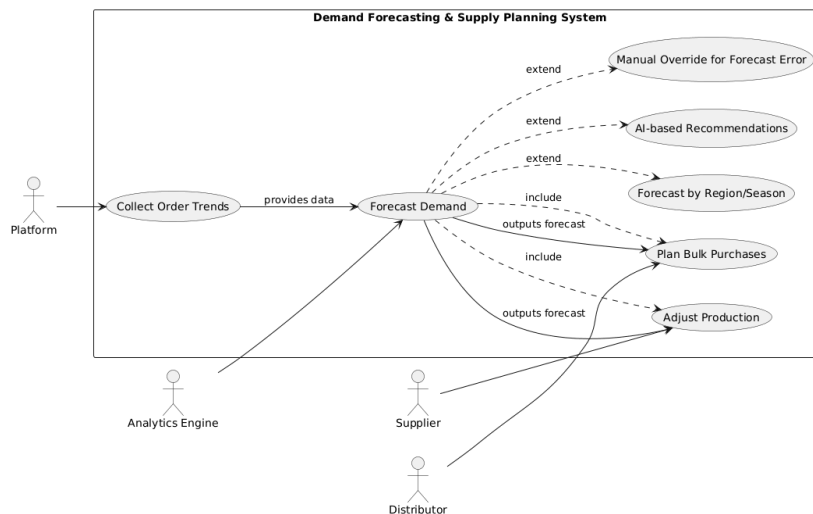 Demand Forecasting & Supply Planning System
Manual Override for Forecast Error
extend
AI-based Recommendations
extend
extend
Forecast by Region/Season
Platform
Collect Order Trends
provides data
Forecast Demand
include
outputs forecast
Plan Bulk Purchases
include
outputs forecast
Adjust Production
Analytics Engine
Supplier
Distributor